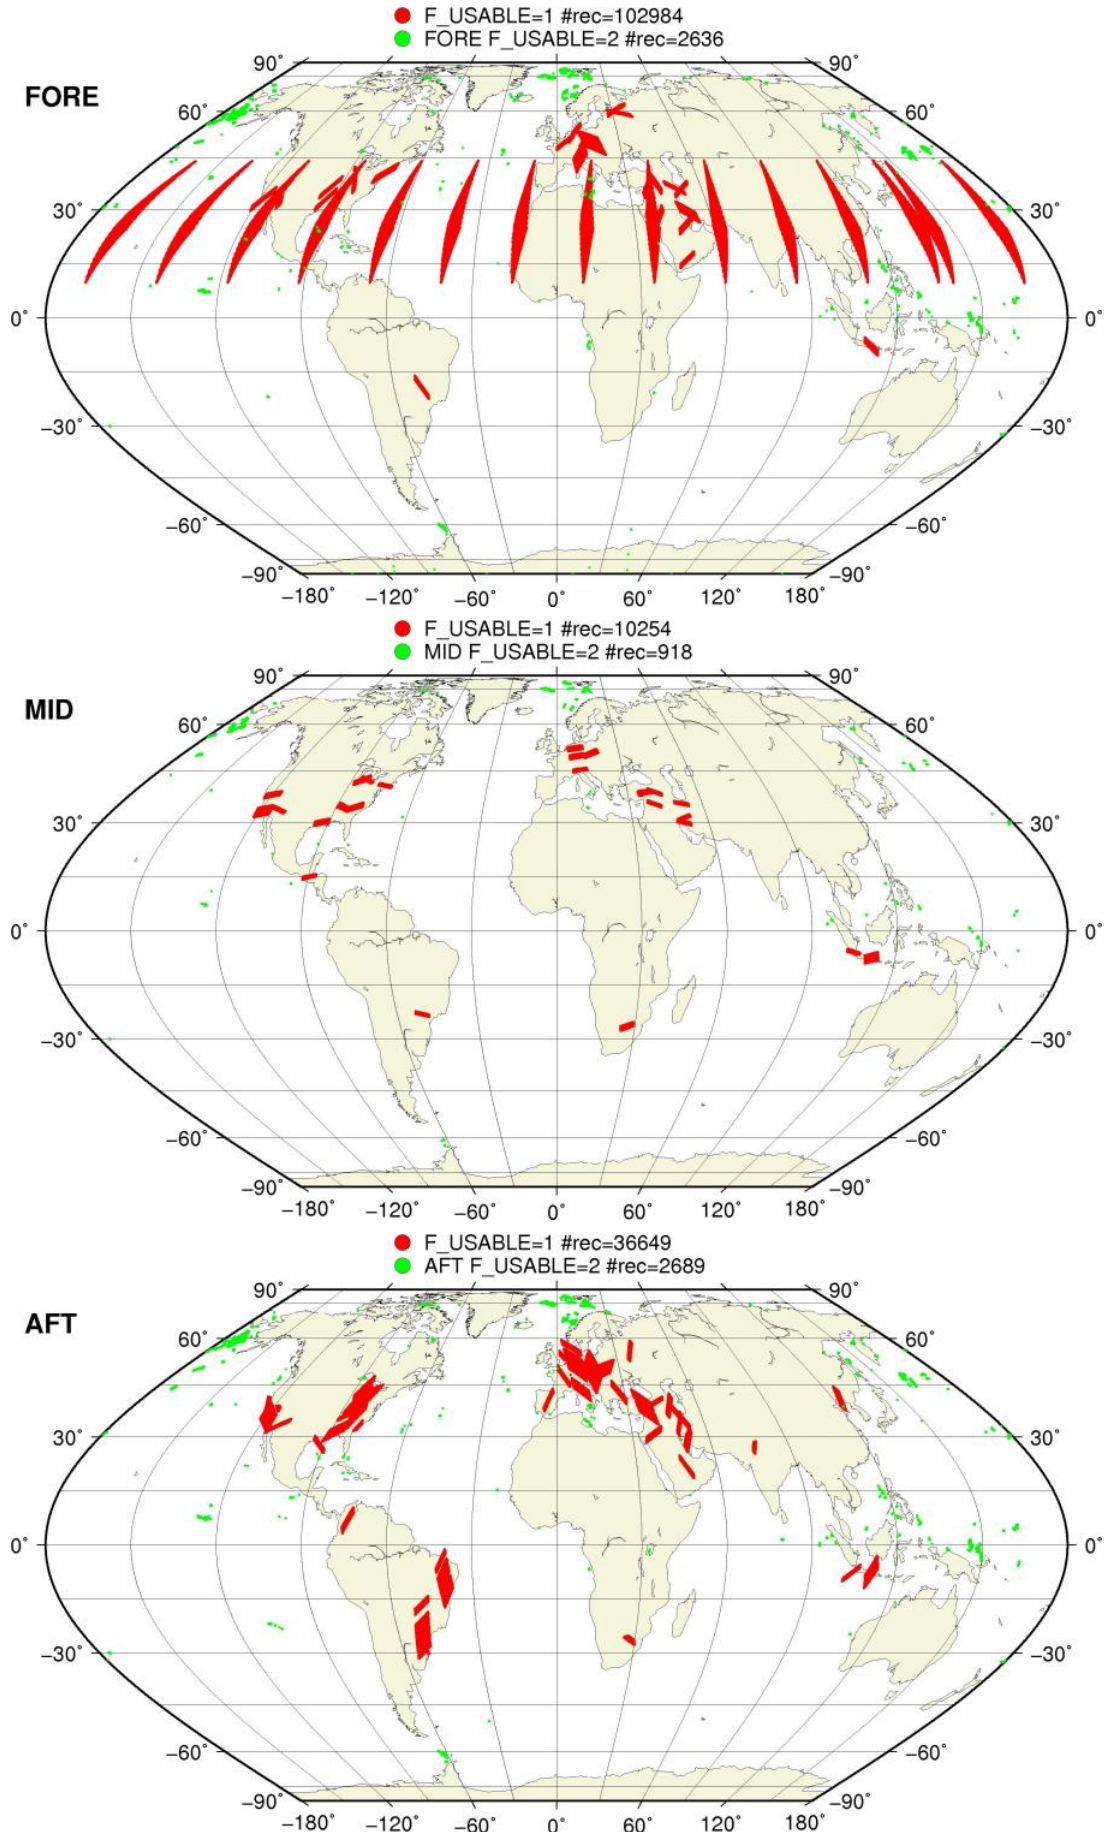 F_USABLE=1 #rec=102984
FORE F_USABLE=2 #rec=2636
FORE
90° 90°
60° 60°
30° 30°
0° 0°
−30° −30°
−60° −60°
−90° −90°
−180° −120° −60° 0° 60° 120° 180°
F_USABLE=1 #rec=10254
MID F_USABLE=2 #rec=918
MID
90° 90°
60° 60°
30° 30°
0° 0°
−30° −30°
−60° −60°
−90° −90°
−180° −120° −60° 0° 60° 120° 180°
F_USABLE=1 #rec=36649
AFT F_USABLE=2 #rec=2689
AFT
90° 90°
60° 60°
30° 30°
0° 0°
−30° −30°
−60° −60°
−90° −90°
−180° −120° −60° 0° 60° 120° 180°